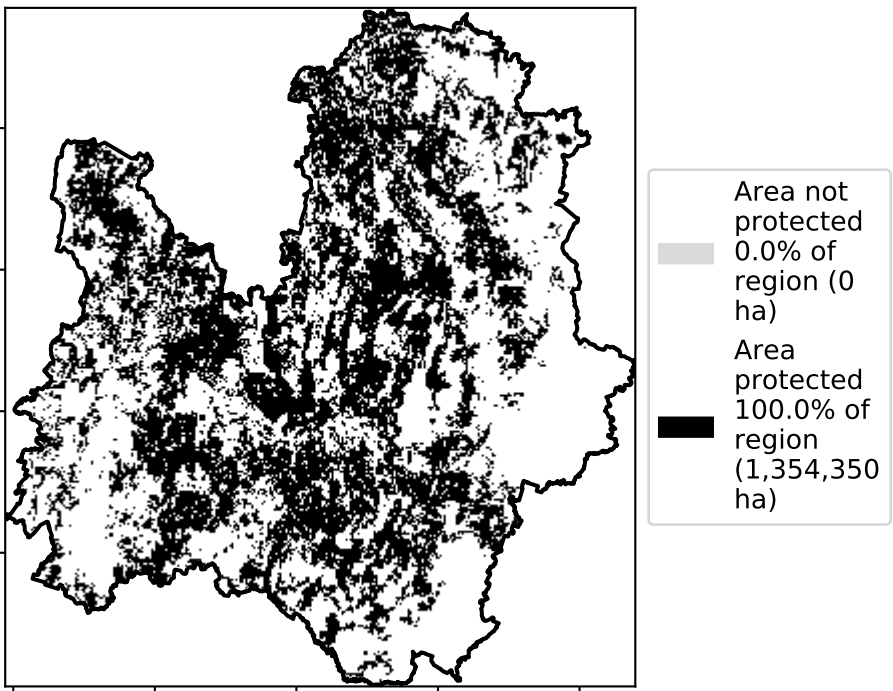 Area not
protected
0.0% of
region (0
ha)
Area
protected
100.0% of
region
(1,354,350
ha)